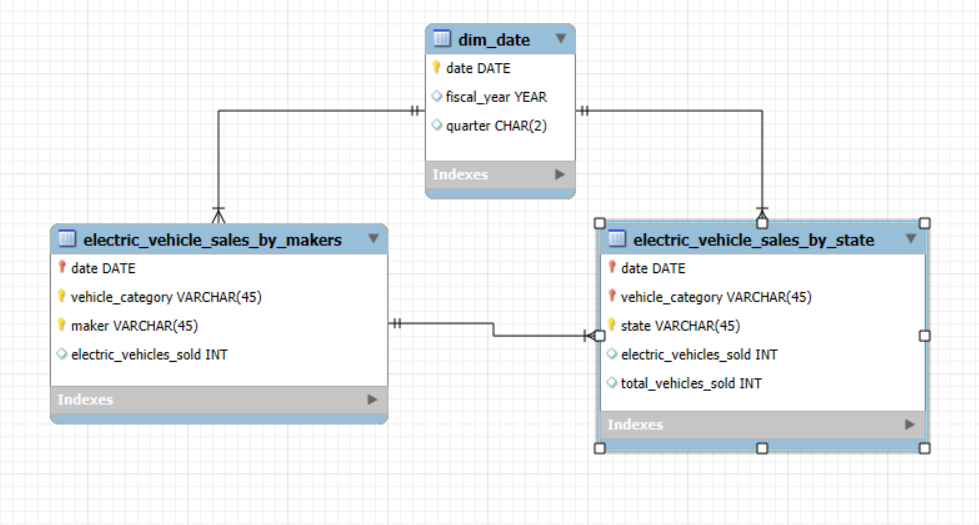 dim_date
date DATE
fiscal_year YEAR
quarter CHAR(2)
Indexes
electric_vehicle_sales_by_makers
date DATE
vehicle_category VARCHAR(45)
maker VARCHAR(45)
electric_vehicles_sold INT
Indexes
electric_vehicle_sales_by_state
date DATE
vehicle_category VARCHAR(45)
state VARCHAR(45)
electric_vehicles_sold INT
total_vehicles_sold INT
Indexes